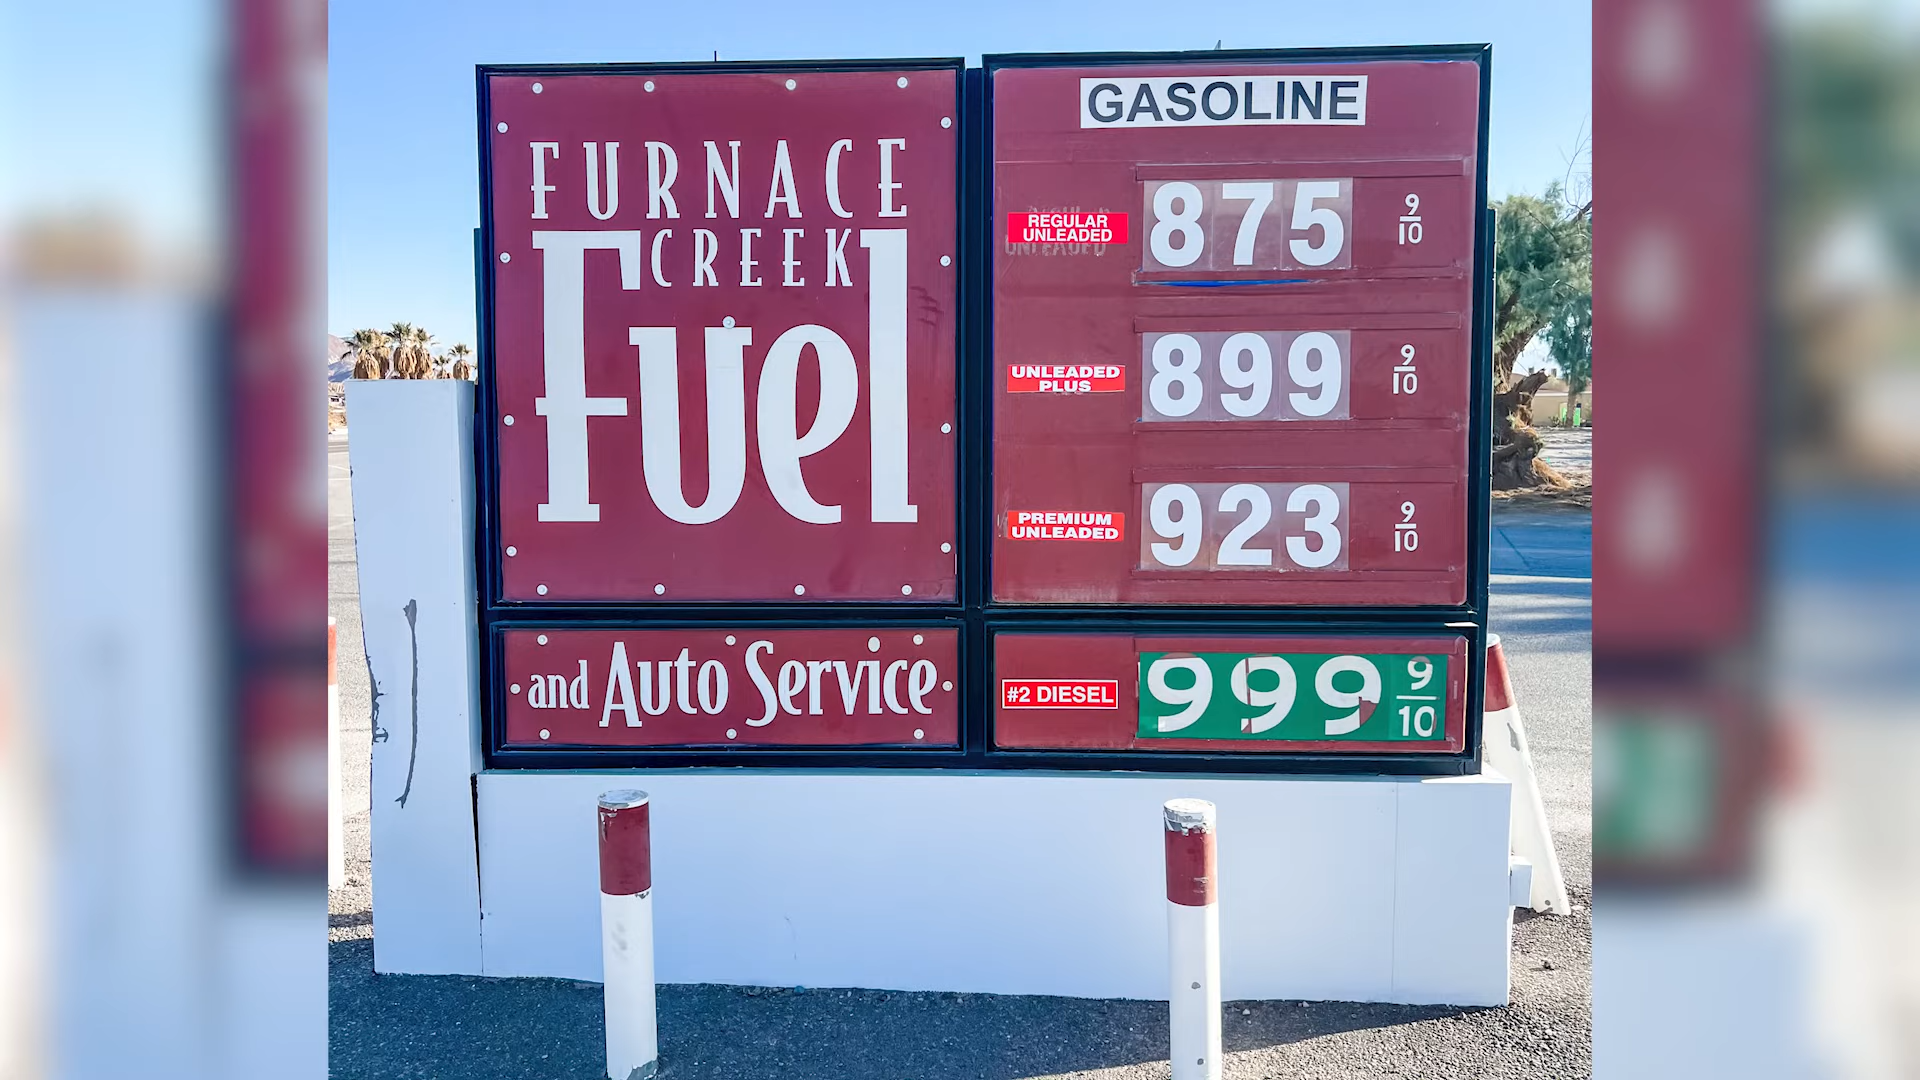 FURNACE
CREEK
Fuel
and Auto Service
GASOLINE
REGULAR
UNLEADED
875 9/10
UNLEADED
PLUS
899 9/10
PREMIUM
UNLEADED
923 9/10
#2 DIESEL
999 9/10